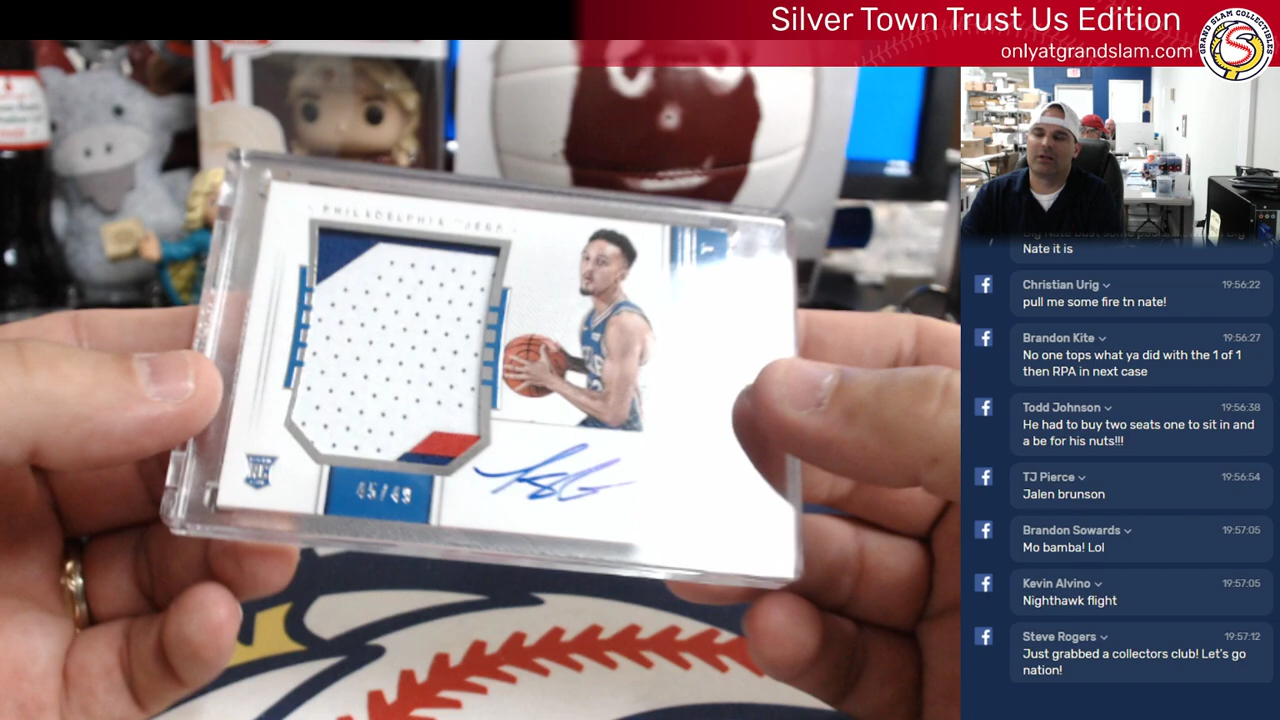 Silver Town Trust Us Edition
onlyatgrandslam.com
GRAND SLAM COLLECTIBLES
PHILADELPHIA 76ERS
45/49
Nate it is
Christian Urig 19:56:22
pull me some fire tn nate!
Brandon Kite 19:56:27
No one tops what ya did with the 1 of 1
then RPA in next case
Todd Johnson 19:56:38
He had to buy two seats one to sit in and
a be for his nuts!!!
TJ Pierce 19:56:54
Jalen brunson
Brandon Sowards 19:57:05
Mo bamba! Lol
Kevin Alvino 19:57:05
Nighthawk flight
Steve Rogers 19:57:12
Just grabbed a collectors club! Let's go
nation!